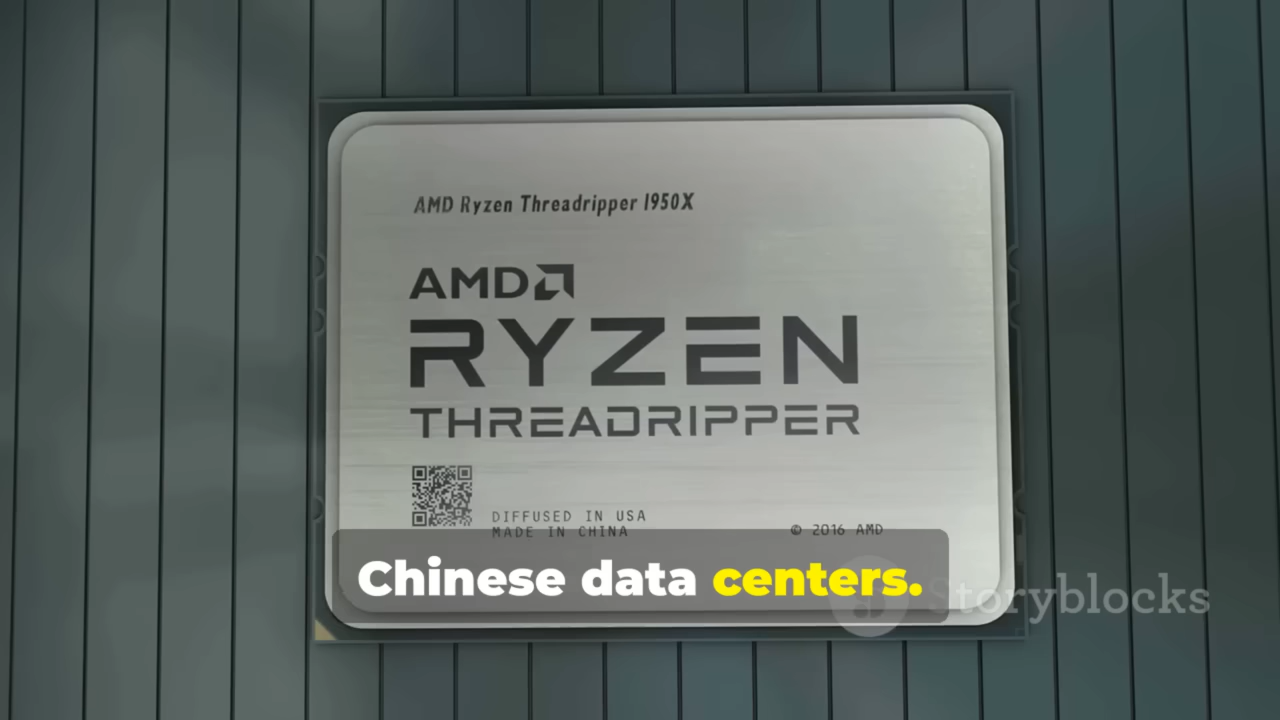 AMD Ryzen Threadripper 1950X
AMD
RYZEN
THREADRIPPER
DIFFUSED IN USA
MADE IN CHINA
© 2016 AMD
Chinese data centers.
Storyblocks